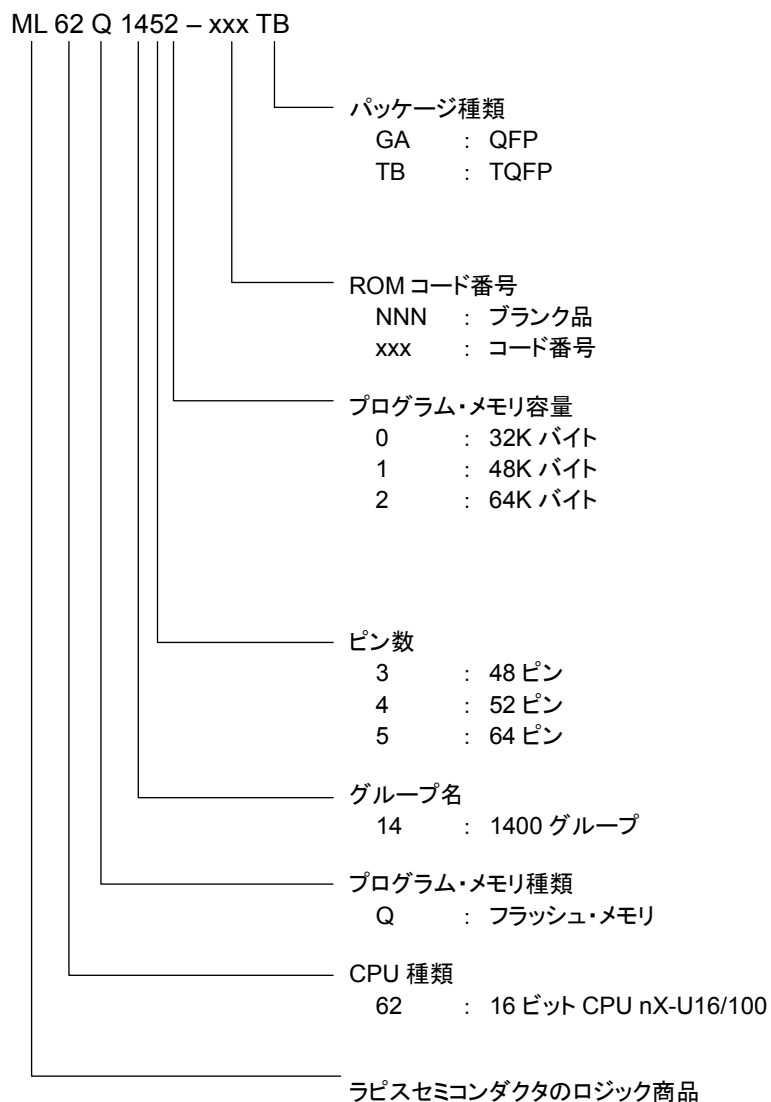 ML 62 Q 1452 – xxx TB
パッケージ種類
GA : QFP
TB : TQFP
ROM コード番号
NNN : ブランク品
xxx : コード番号
プログラム・メモリ容量
0 : 32K バイト
1 : 48K バイト
2 : 64K バイト
ピン数
3 : 48 ピン
4 : 52 ピン
5 : 64 ピン
グループ名
14 : 1400 グループ
プログラム・メモリ種類
Q : フラッシュ・メモリ
CPU 種類
62 : 16 ビット CPU nX-U16/100
ラピスセミコンダクタのロジック商品